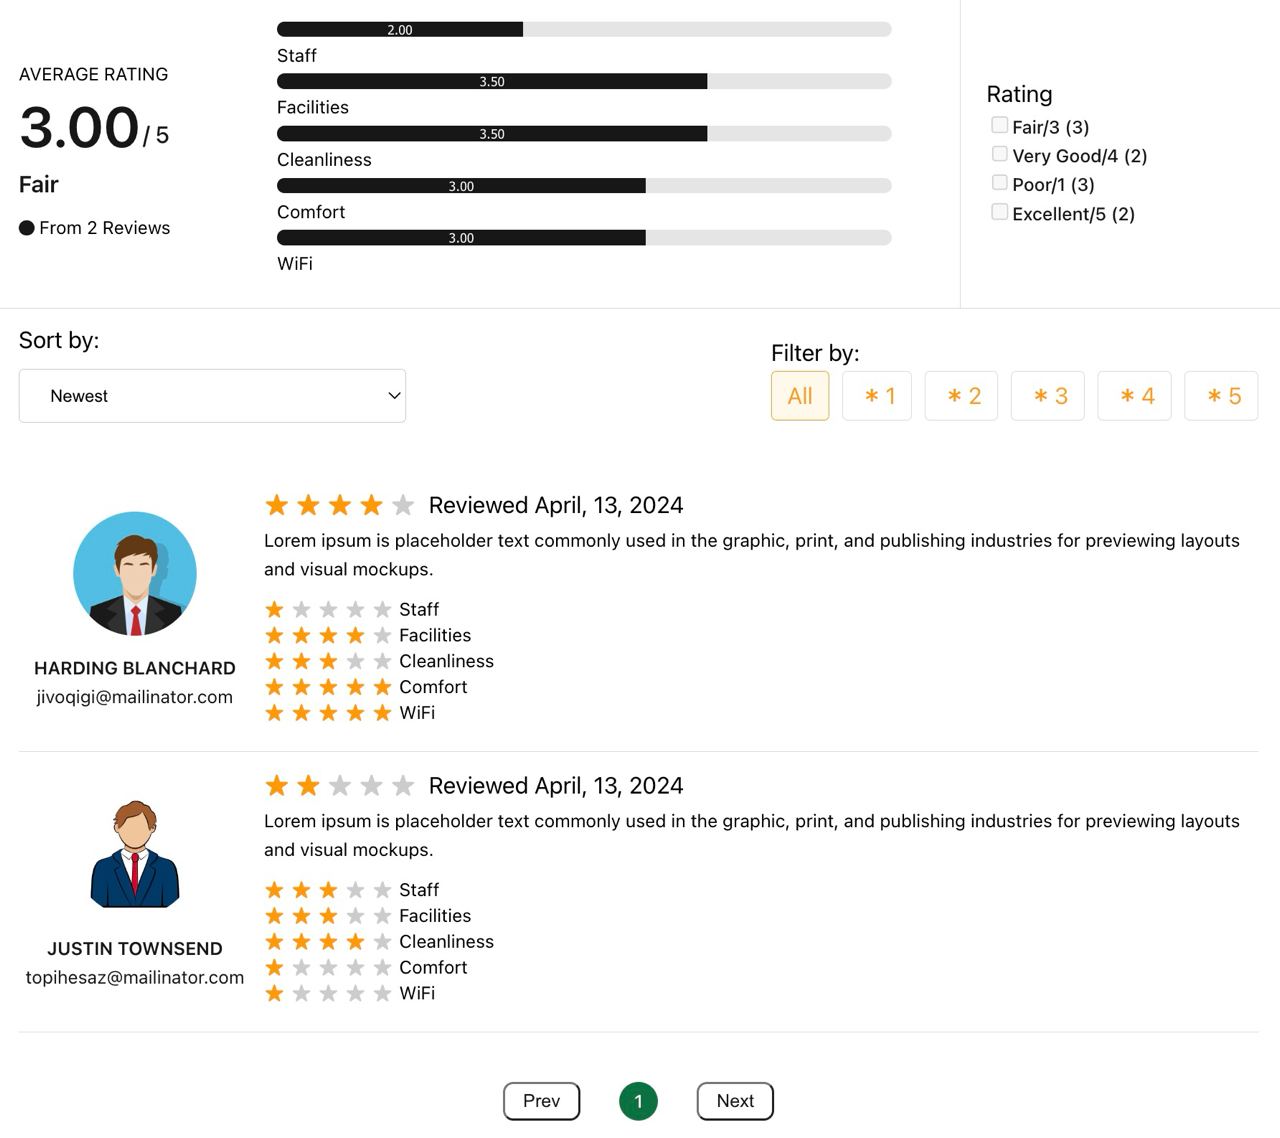 AVERAGE RATING
3.00/ 5
Fair
From 2 Reviews
2.00
Staff
3.50
Facilities
3.50
Cleanliness
3.00
Comfort
3.00
WiFi
Rating
Fair/3 (3)
Very Good/4 (2)
Poor/1 (3)
Excellent/5 (2)
Sort by:
Newest
Filter by:
All
* 1
* 2
* 3
* 4
* 5
Reviewed April, 13, 2024
Lorem ipsum is placeholder text commonly used in the graphic, print, and publishing industries for previewing layouts
and visual mockups.
Staff
Facilities
Cleanliness
Comfort
WiFi
HARDING BLANCHARD
jivoqigi@mailinator.com
Reviewed April, 13, 2024
Lorem ipsum is placeholder text commonly used in the graphic, print, and publishing industries for previewing layouts
and visual mockups.
Staff
Facilities
Cleanliness
Comfort
WiFi
JUSTIN TOWNSEND
topihesaz@mailinator.com
Prev
1
Next